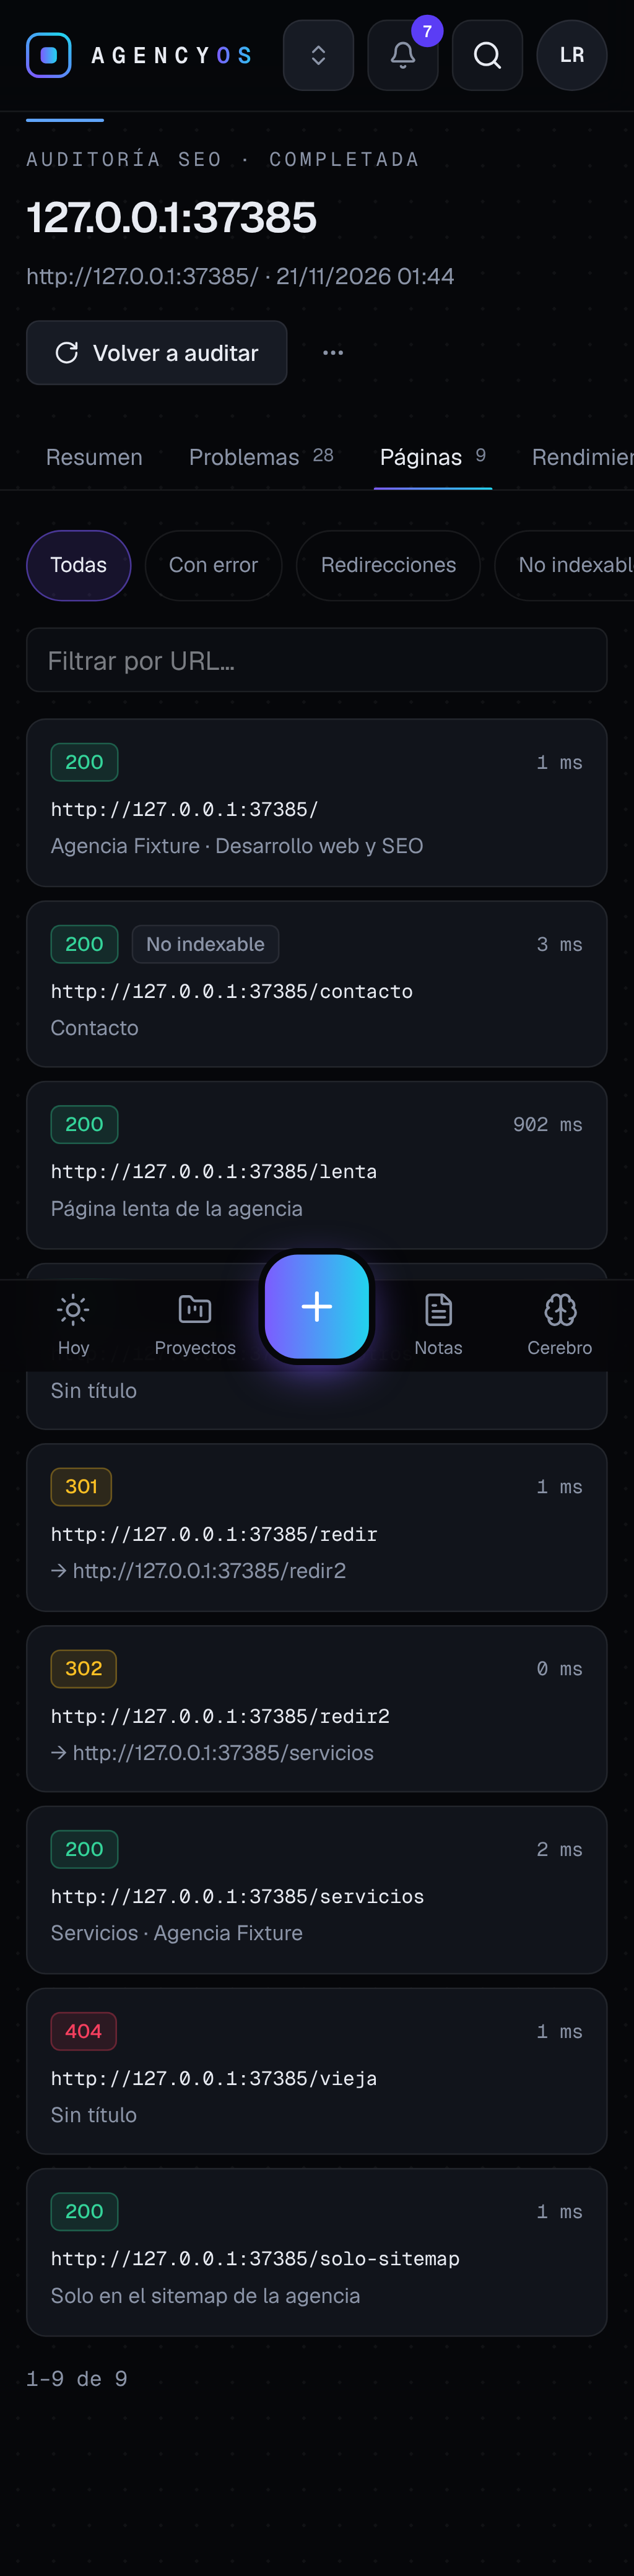 AGENCYOS
7
LR
AUDITORÍA SEO · COMPLETADA
127.0.0.1:37385
http://127.0.0.1:37385/ · 21/11/2026 01:44
Volver a auditar
Resumen
Problemas 28
Páginas 9
Rendimier
Todas
Con error
Redirecciones
No indexabl
Filtrar por URL…
200
1 ms
http://127.0.0.1:37385/
Agencia Fixture · Desarrollo web y SEO
200
No indexable
3 ms
http://127.0.0.1:37385/contacto
Contacto
200
902 ms
http://127.0.0.1:37385/lenta
Página lenta de la agencia
Hoy
Proyectos
Notas
Cerebro
Sin título
301
1 ms
http://127.0.0.1:37385/redir
→ http://127.0.0.1:37385/redir2
302
0 ms
http://127.0.0.1:37385/redir2
→ http://127.0.0.1:37385/servicios
200
2 ms
http://127.0.0.1:37385/servicios
Servicios · Agencia Fixture
404
1 ms
http://127.0.0.1:37385/vieja
Sin título
200
1 ms
http://127.0.0.1:37385/solo-sitemap
Solo en el sitemap de la agencia
1–9 de 9